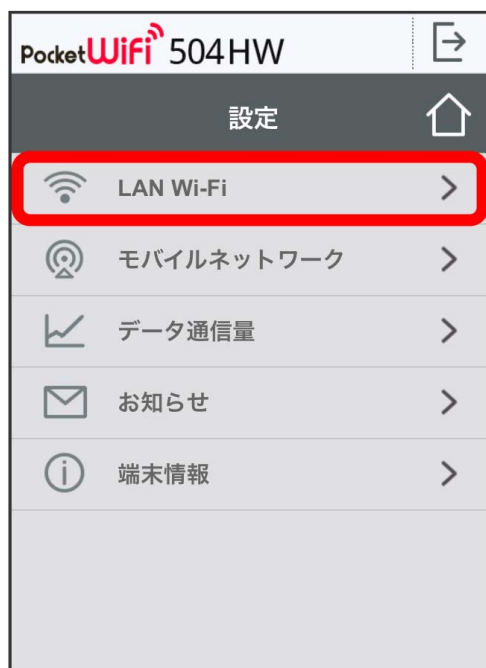 PocketWiFi 504HW
設定
LAN Wi-Fi
モバイルネットワーク
データ通信量
お知らせ
端末情報